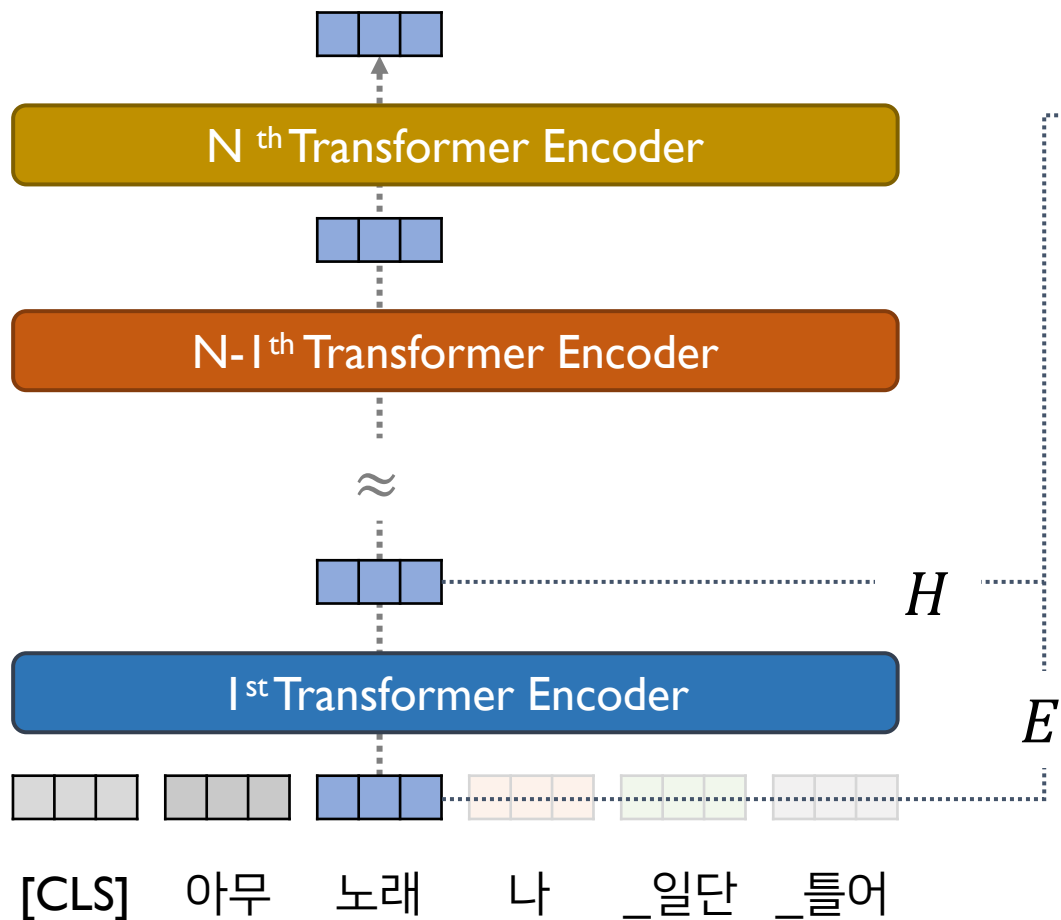 N th Transformer Encoder
N-1th Transformer Encoder
≈
H
1st Transformer Encoder
E
[CLS] 아무 노래 나 _일단 _틀어